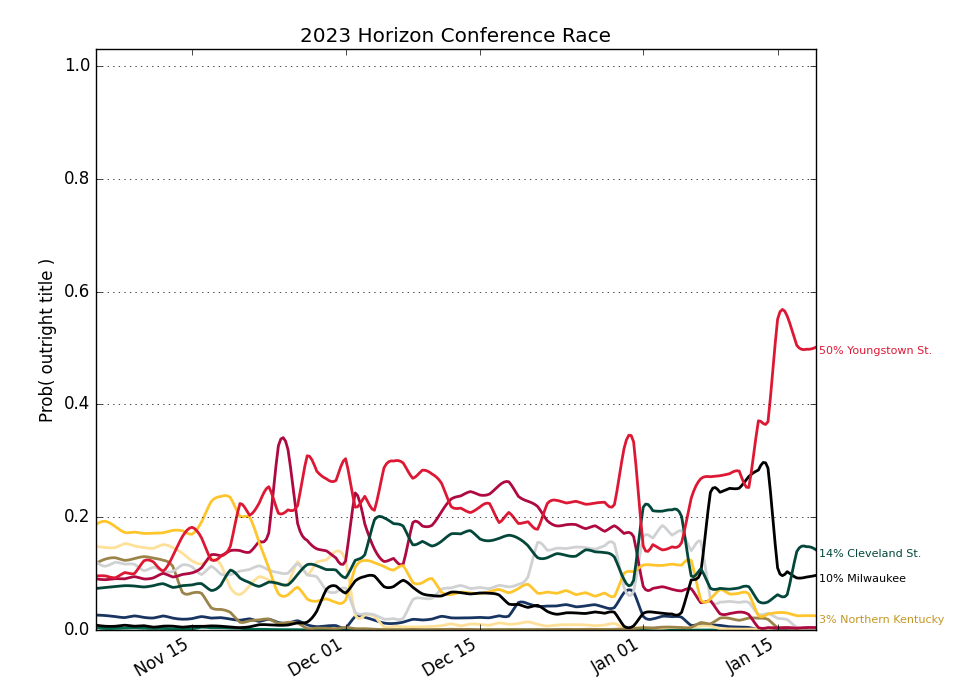 2023 Horizon Conference Race
1.0
0.8
0.6
0.4
0.2
0.0
Prob( outright title )
50% Youngstown St.
14% Cleveland St.
10% Milwaukee
3% Northern Kentucky
Nov 15
Dec 01
Dec 15
Jan 01
Jan 15